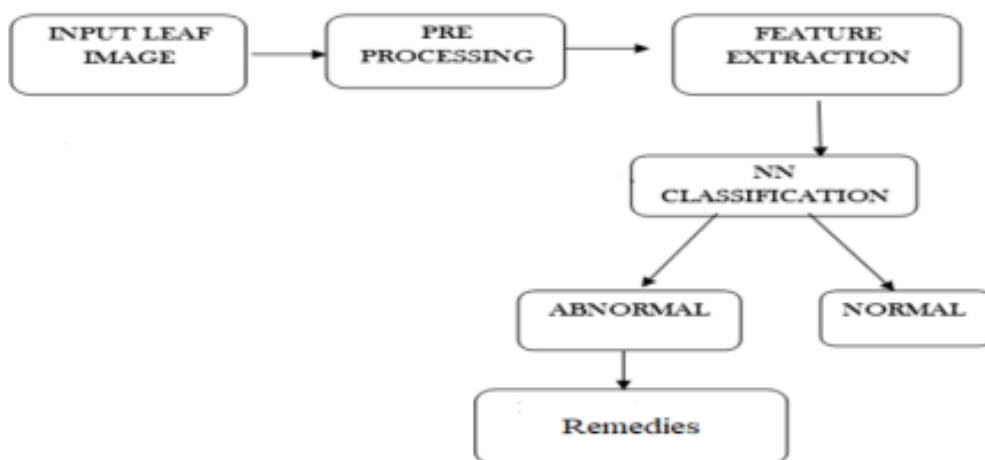 INPUT LEAF
IMAGE
PRE
PROCESSING
FEATURE
EXTRACTION
NN
CLASSIFICATION
ABNORMAL
NORMAL
Remedies